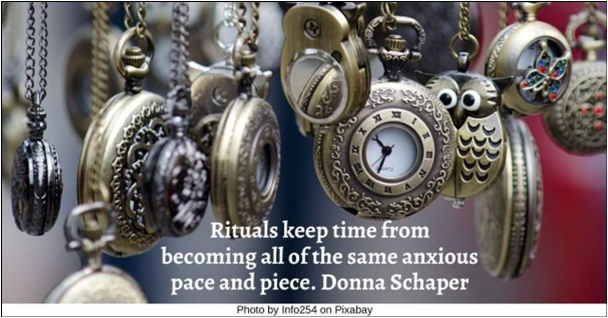 Rituals keep time from
becoming all of the same anxious
pace and piece. Donna Schaper
Photo by Info254 on Pixabay